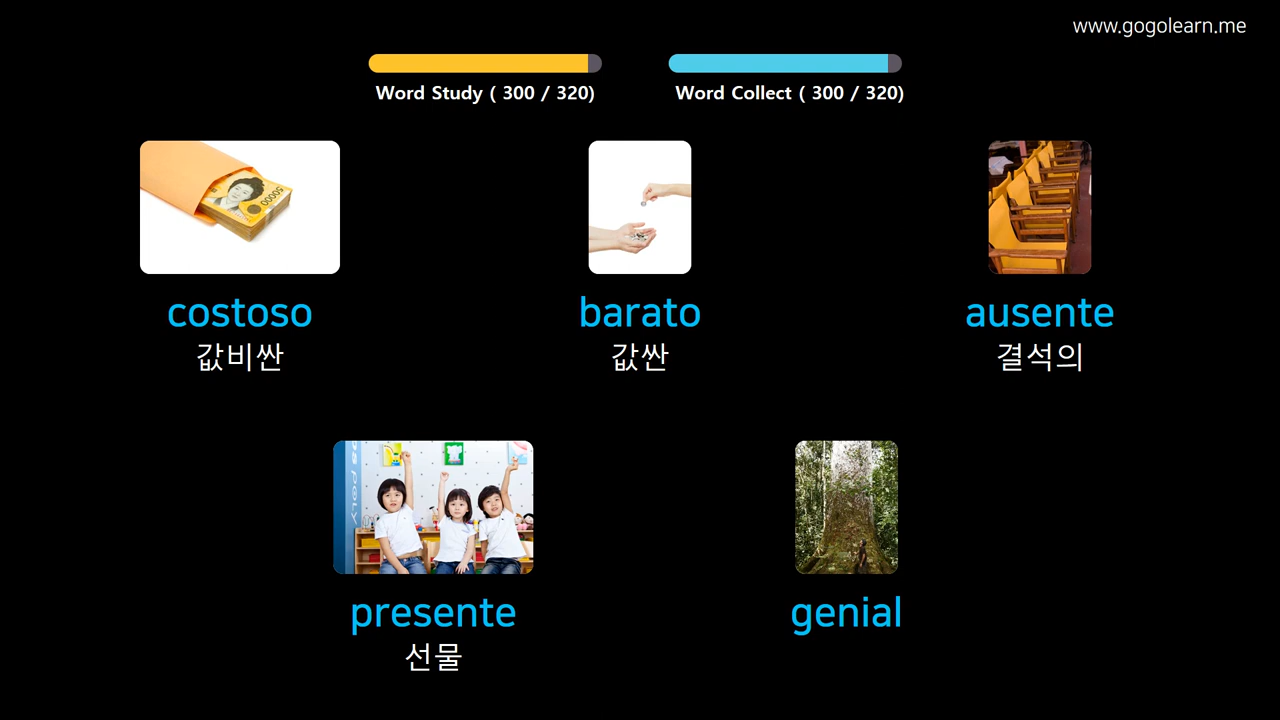 www.gogolearn.me
Word Study ( 300 / 320)
Word Collect ( 300 / 320)
costoso
값비싼
barato
값싼
ausente
결석의
presente
선물
genial